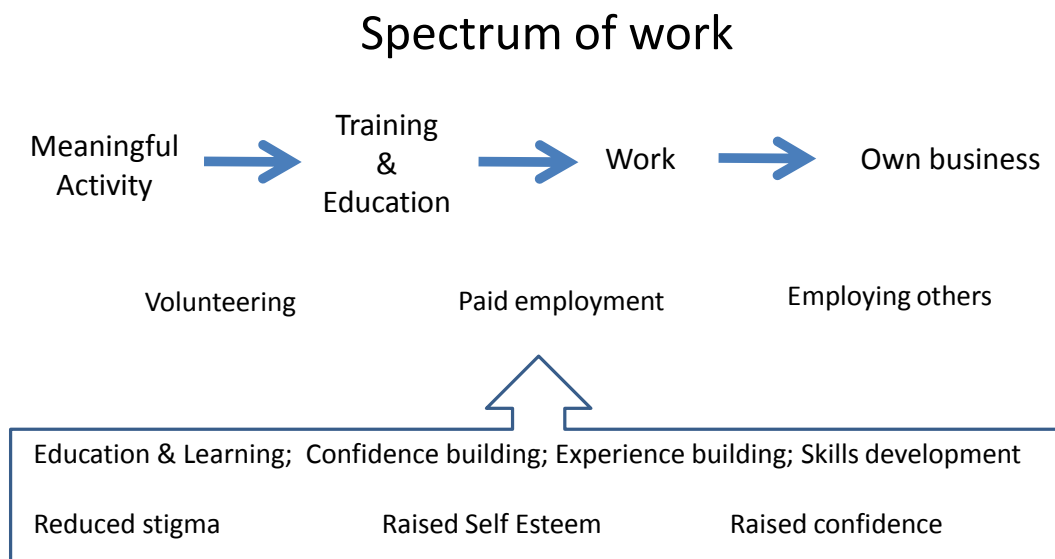 Spectrum of work
Meaningful
Activity
Training
&
Education
Work
Own business
Volunteering
Paid employment
Employing others
Education & Learning; Confidence building; Experience building; Skills development
Reduced stigma
Raised Self Esteem
Raised confidence